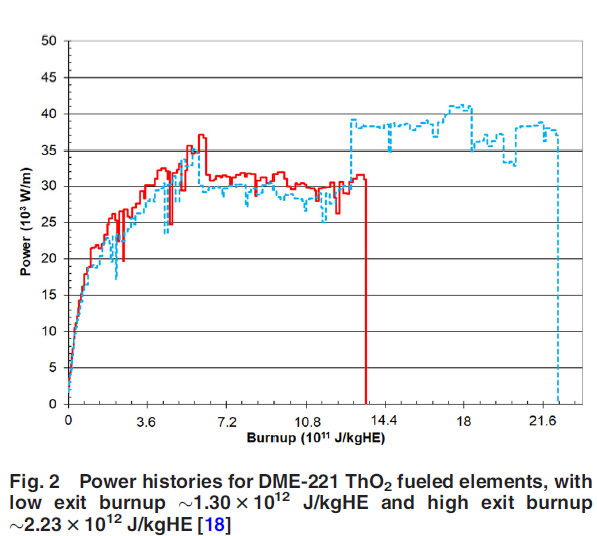 50
45
40
35
30
25
20
15
10
5
0
Power (10³ W/m)
0 3.6 7.2 10.8 14.4 18 21.6
Burnup (10¹¹ J/kgHE)
Fig. 2 Power histories for DME-221 ThO₂ fueled elements, with
low exit burnup ∼1.30 × 10¹² J/kgHE and high exit burnup
∼2.23 × 10¹² J/kgHE [18]